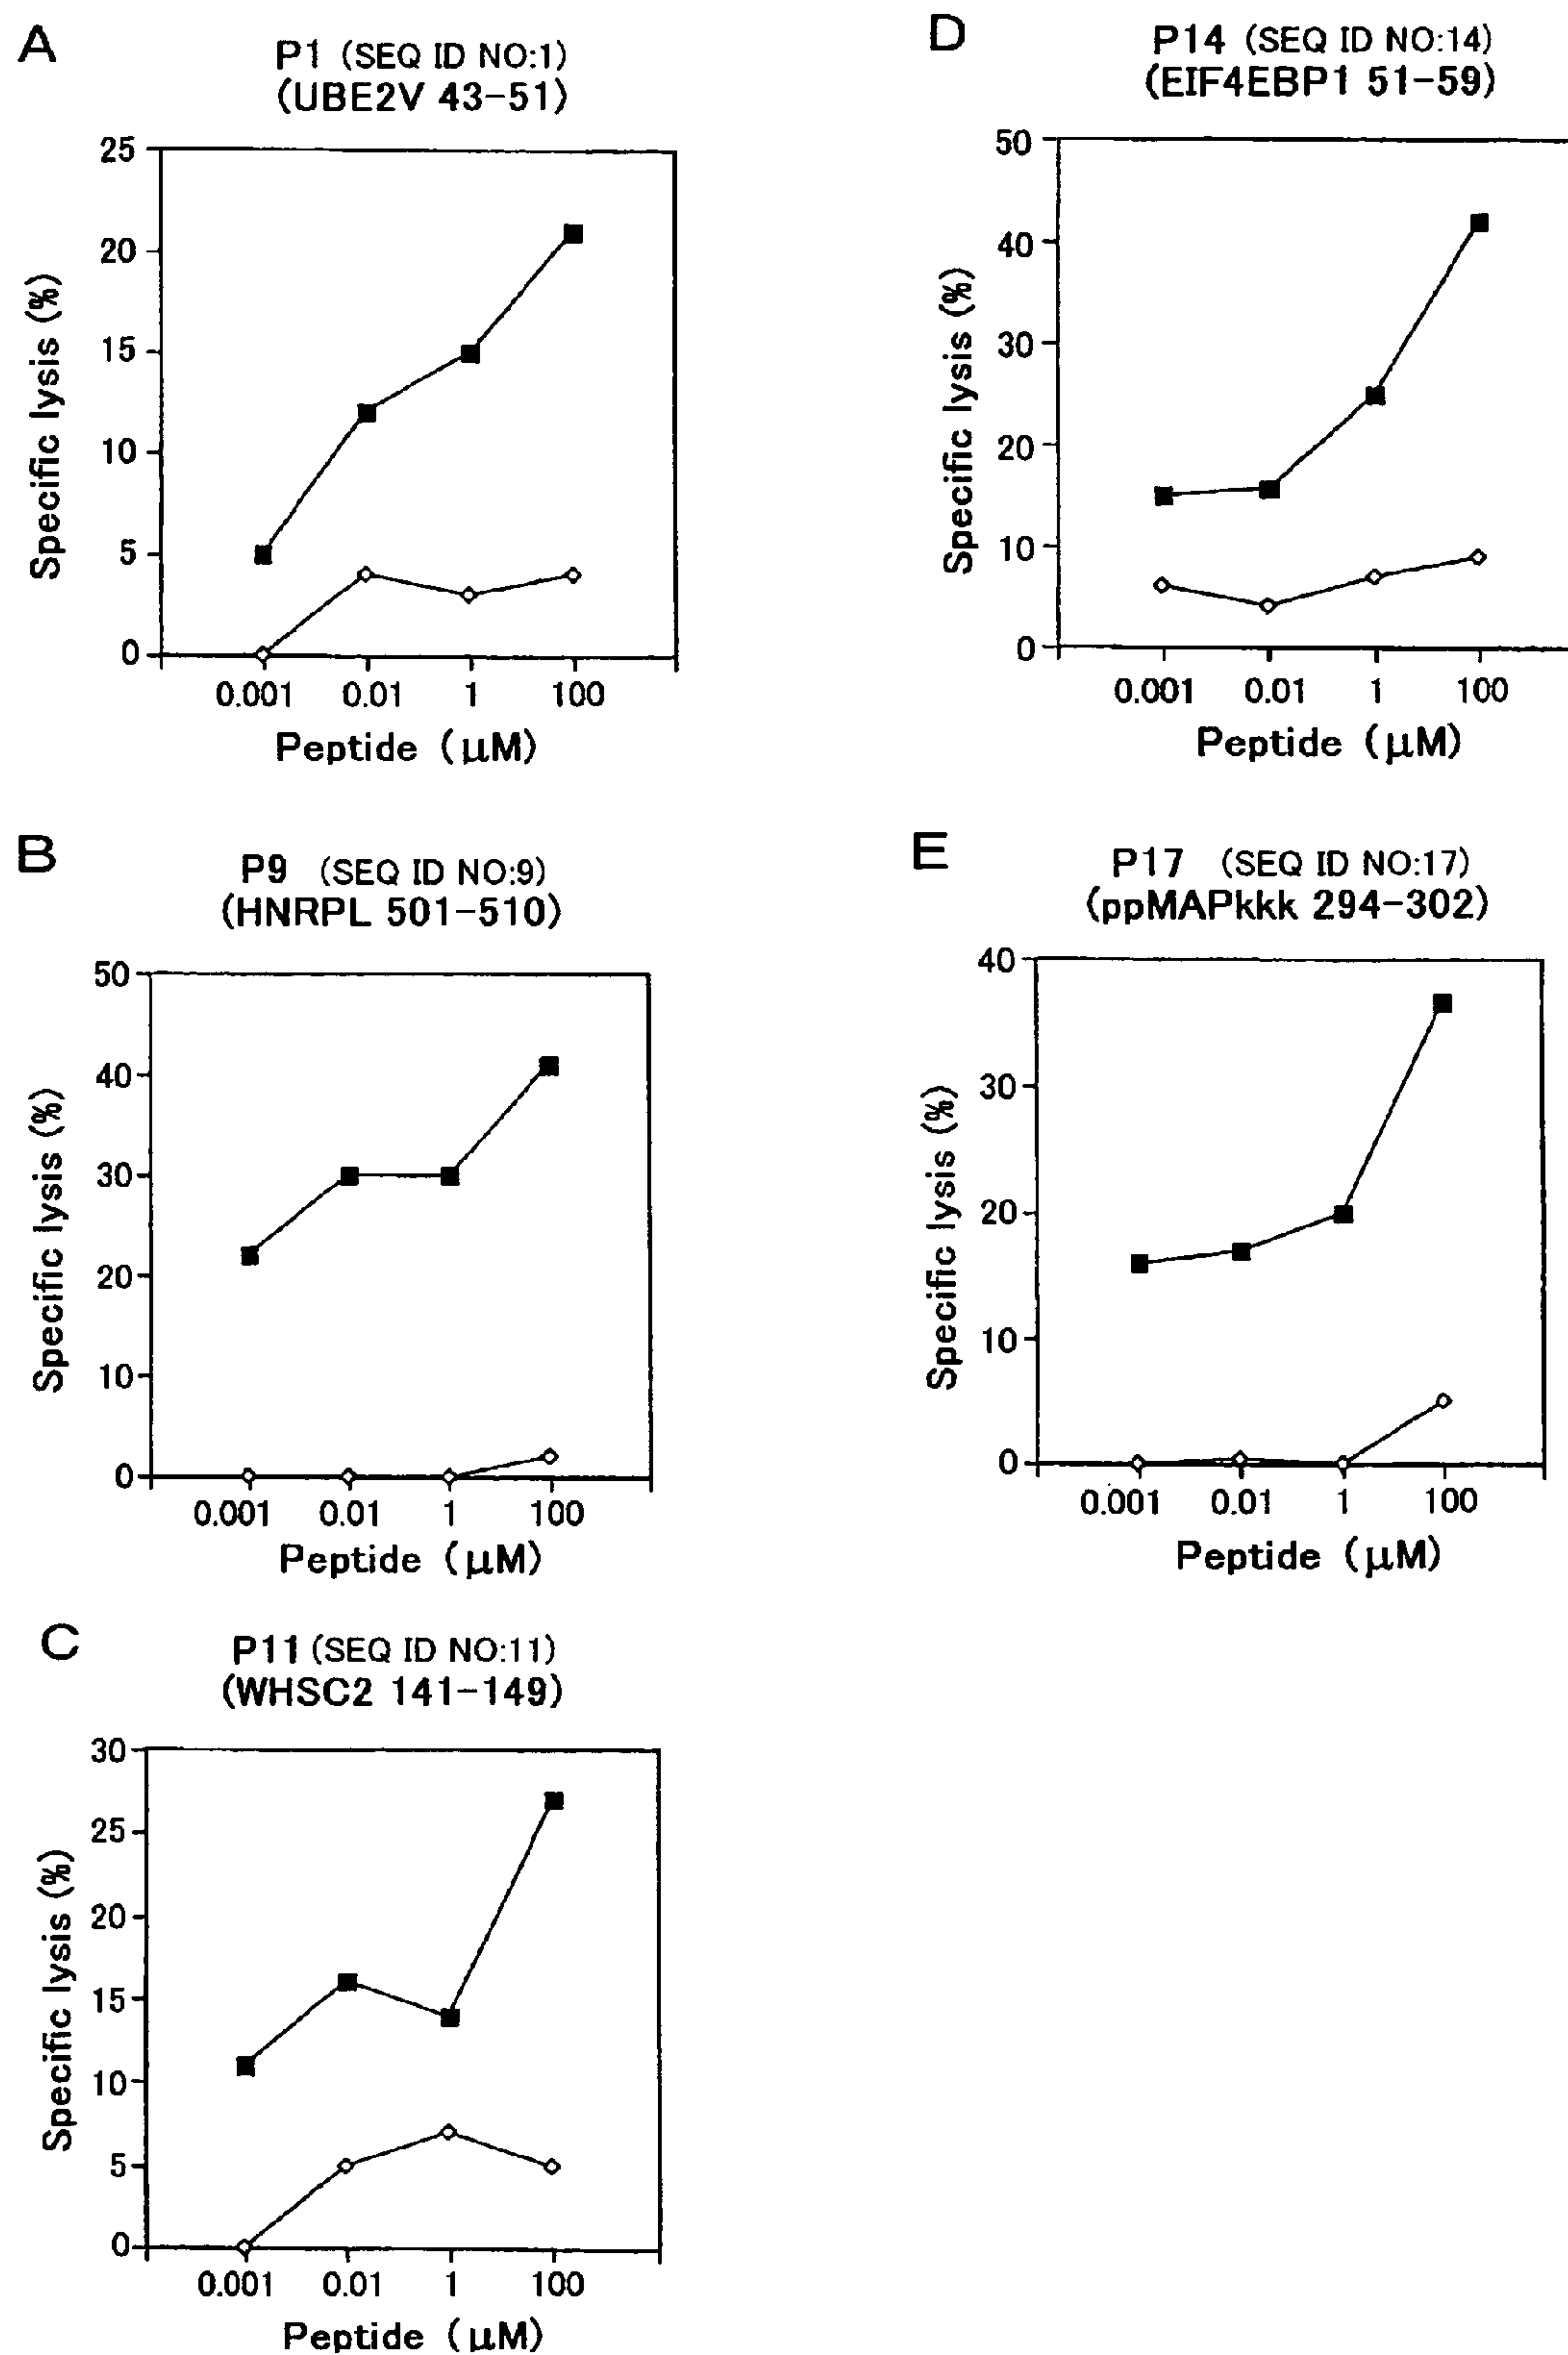 A
P1 (SEQ ID NO:1)
(UBE2V 43-51)
25
20
15
10
5
0
Specific lysis (%)
0.001 0.01 1 100
Peptide (μM)
B
P9 (SEQ ID NO:9)
(HNRPL 501-510)
50
40
30
20
10
0
Specific lysis (%)
0.001 0.01 1 100
Peptide (μM)
C
P11 (SEQ ID NO:11)
(WHSC2 141-149)
30
25
20
15
10
5
0
Specific lysis (%)
0.001 0.01 1 100
Peptide (μM)
D
P14 (SEQ ID NO:14)
(EIF4EBP1 51-59)
50
40
30
20
10
0
Specific lysis (%)
0.001 0.01 1 100
Peptide (μM)
E
P17 (SEQ ID NO:17)
(ppMAPkkk 294-302)
40
30
20
10
0
Specific lysis (%)
0.001 0.01 1 100
Peptide (μM)